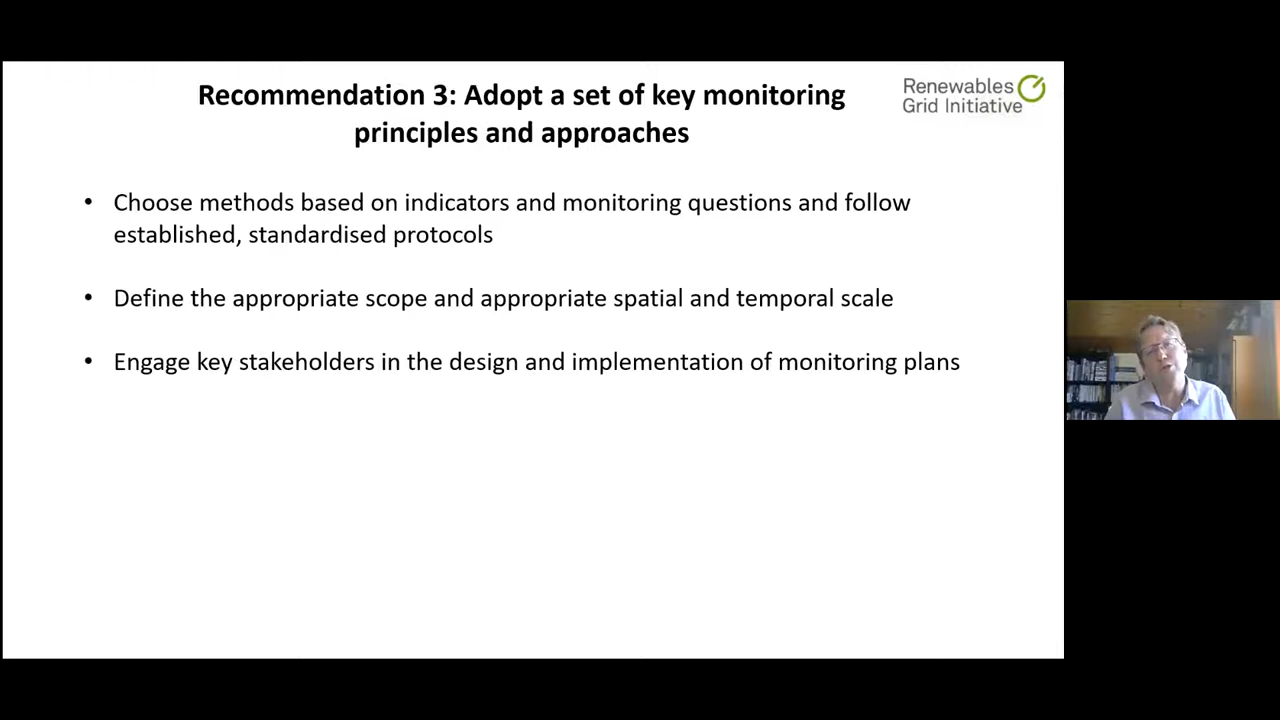 Recommendation 3: Adopt a set of key monitoring
principles and approaches
Renewables
Grid Initiative
• Choose methods based on indicators and monitoring questions and follow
established, standardised protocols
• Define the appropriate scope and appropriate spatial and temporal scale
• Engage key stakeholders in the design and implementation of monitoring plans